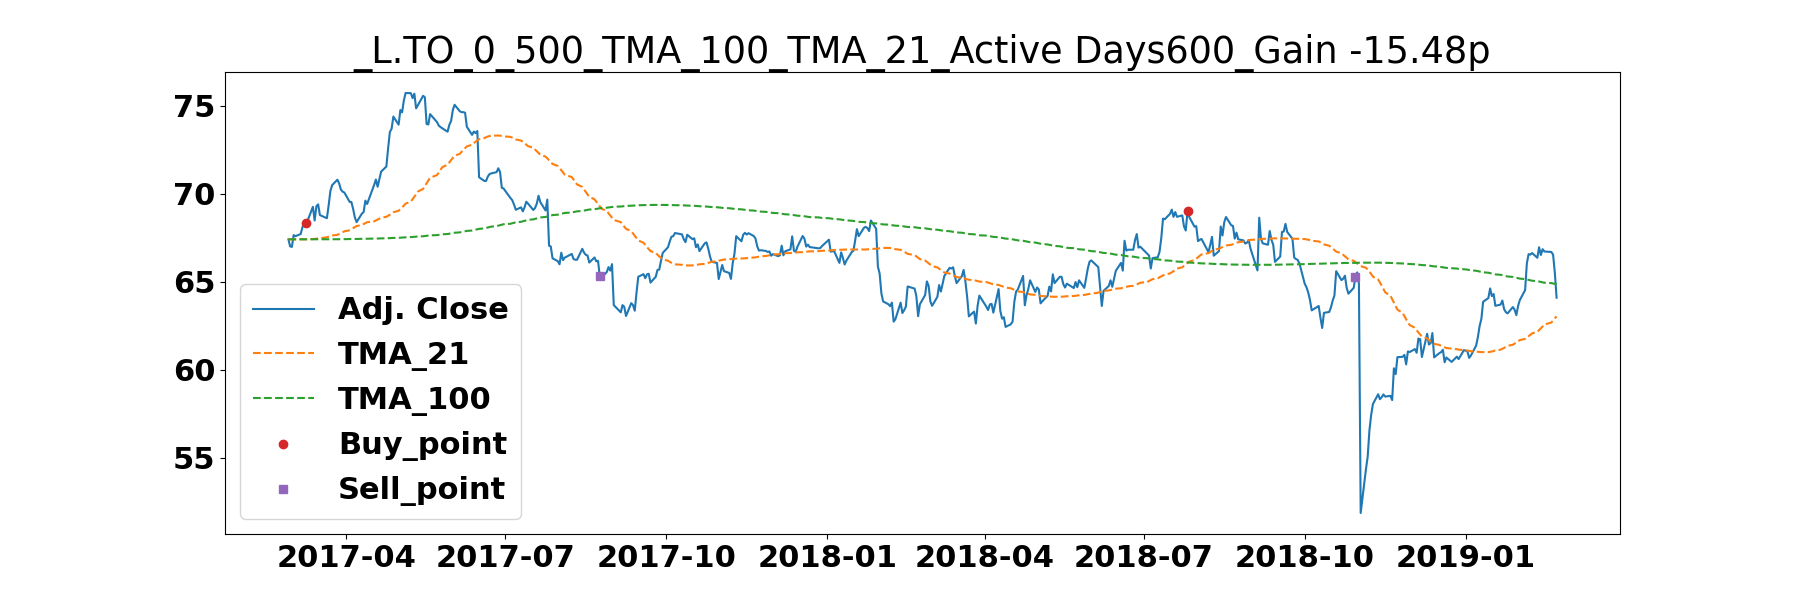 _L.TO_0_500_TMA_100_TMA_21_Active Days600_Gain -15.48p
75
70
65
60
55
Adj. Close
TMA_21
TMA_100
Buy_point
Sell_point
2017-04 2017-07 2017-10 2018-01 2018-04 2018-07 2018-10 2019-01